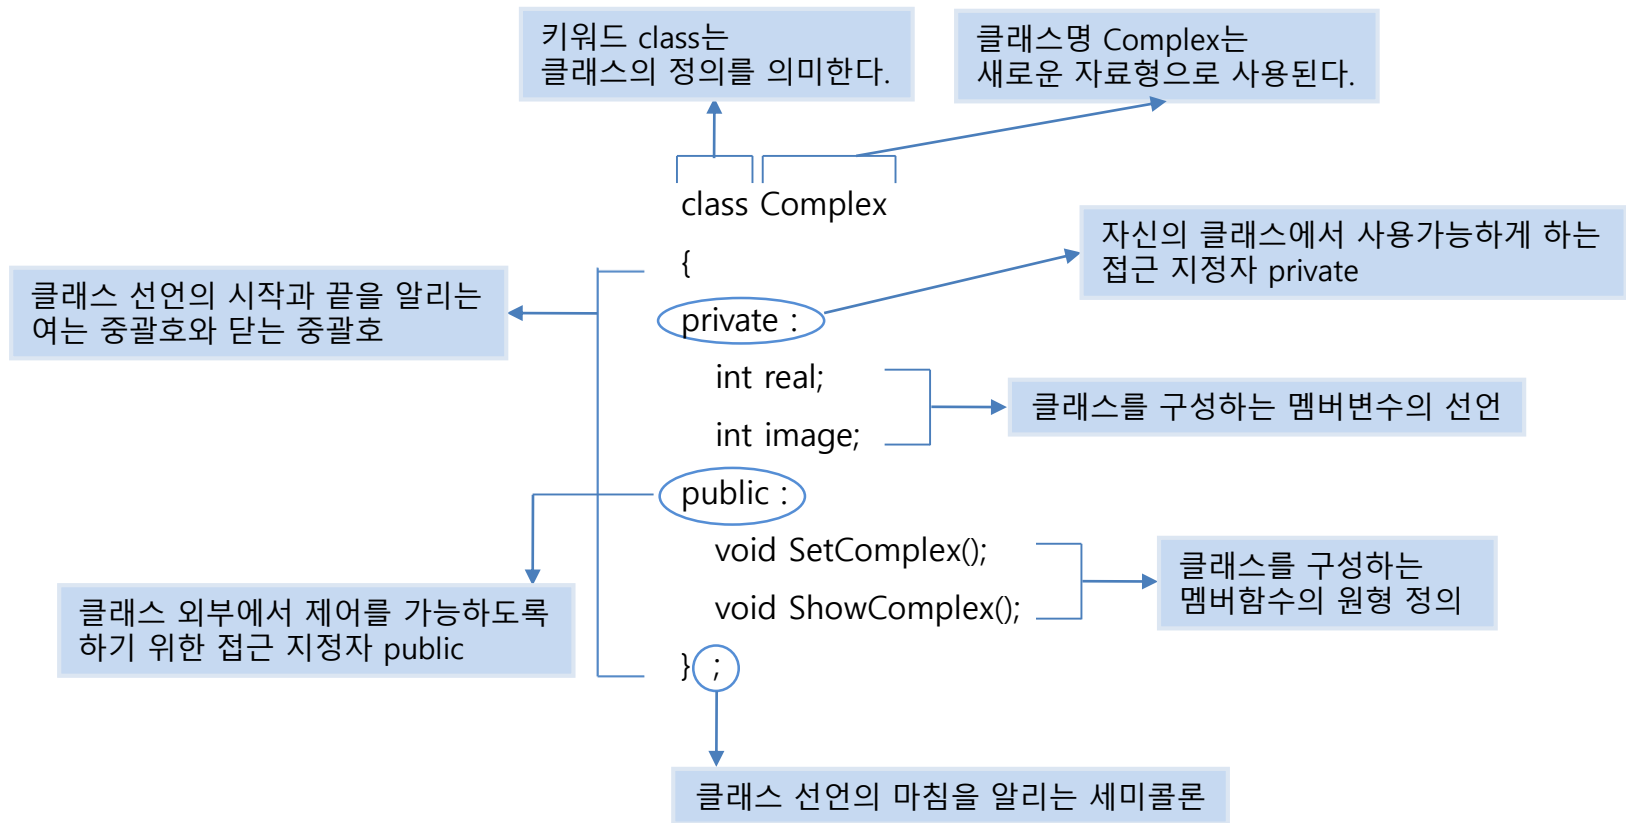 키워드 class는
클래스의 정의를 의미한다.
클래스명 Complex는
새로운 자료형으로 사용된다.
class Complex
{
자신의 클래스에서 사용가능하게 하는
접근 지정자 private
클래스 선언의 시작과 끝을 알리는
여는 중괄호와 닫는 중괄호
private :
int real;
int image;
클래스를 구성하는 멤버변수의 선언
public :
void SetComplex();
void ShowComplex();
클래스를 구성하는
멤버함수의 원형 정의
클래스 외부에서 제어를 가능하도록
하기 위한 접근 지정자 public
} ;
클래스 선언의 마침을 알리는 세미콜론